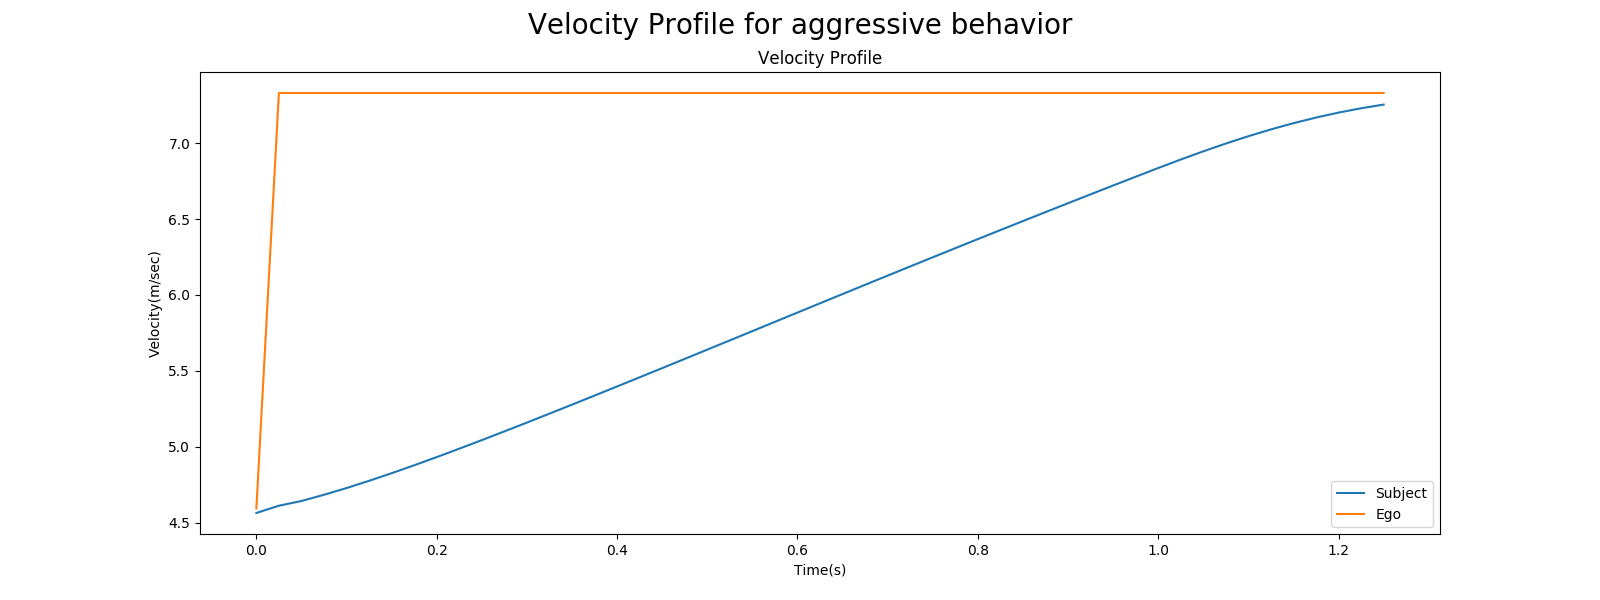 Velocity Profile for aggressive behavior
Velocity Profile
Velocity(m/sec)
7.0
6.5
6.0
5.5
5.0
4.5
0.0 0.2 0.4 0.6 0.8 1.0 1.2
Time(s)
Subject
Ego